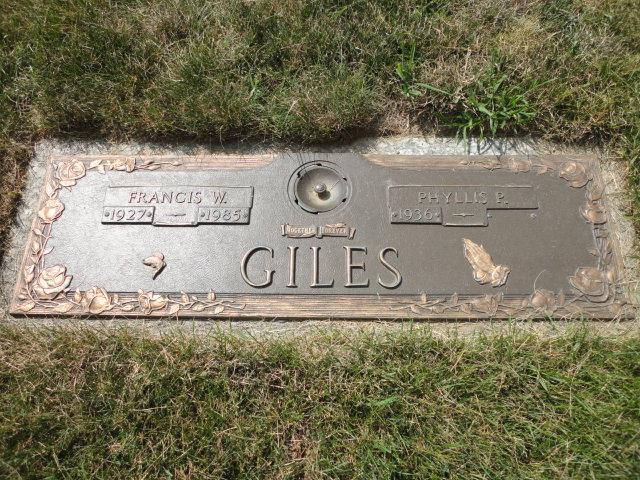 FRANCIS W.
1927 1985
PHYLLIS P.
1936
TOGETHER FOREVER
GILES